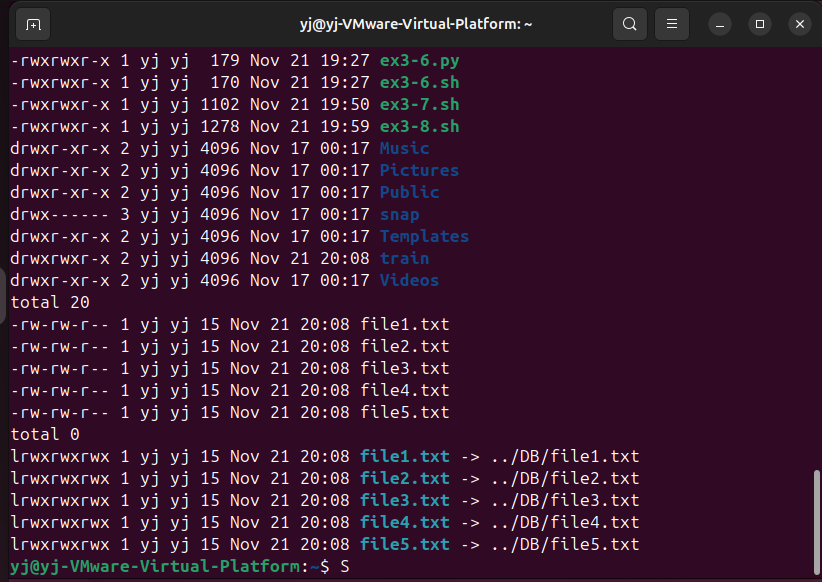 yj@yj-VMware-Virtual-Platform: ~
-rwxrwxr-x 1 yj yj  179 Nov 21 19:27 ex3-6.py
-rwxrwxr-x 1 yj yj  170 Nov 21 19:27 ex3-6.sh
-rwxrwxr-x 1 yj yj 1102 Nov 21 19:50 ex3-7.sh
-rwxrwxr-x 1 yj yj 1278 Nov 21 19:59 ex3-8.sh
drwxr-xr-x 2 yj yj 4096 Nov 17 00:17 Music
drwxr-xr-x 2 yj yj 4096 Nov 17 00:17 Pictures
drwxr-xr-x 2 yj yj 4096 Nov 17 00:17 Public
drwx------ 3 yj yj 4096 Nov 17 00:17 snap
drwxr-xr-x 2 yj yj 4096 Nov 17 00:17 Templates
drwxrwxr-x 2 yj yj 4096 Nov 21 20:08 train
drwxr-xr-x 2 yj yj 4096 Nov 17 00:17 Videos
total 20
-rw-rw-r-- 1 yj yj 15 Nov 21 20:08 file1.txt
-rw-rw-r-- 1 yj yj 15 Nov 21 20:08 file2.txt
-rw-rw-r-- 1 yj yj 15 Nov 21 20:08 file3.txt
-rw-rw-r-- 1 yj yj 15 Nov 21 20:08 file4.txt
-rw-rw-r-- 1 yj yj 15 Nov 21 20:08 file5.txt
total 0
lrwxrwxrwx 1 yj yj 15 Nov 21 20:08 file1.txt -> ../DB/file1.txt
lrwxrwxrwx 1 yj yj 15 Nov 21 20:08 file2.txt -> ../DB/file2.txt
lrwxrwxrwx 1 yj yj 15 Nov 21 20:08 file3.txt -> ../DB/file3.txt
lrwxrwxrwx 1 yj yj 15 Nov 21 20:08 file4.txt -> ../DB/file4.txt
lrwxrwxrwx 1 yj yj 15 Nov 21 20:08 file5.txt -> ../DB/file5.txt
yj@yj-VMware-Virtual-Platform:~$ S